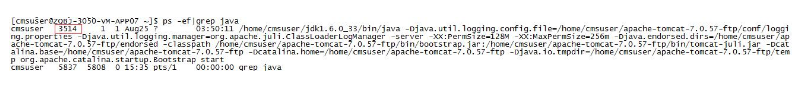 [cmsuser@ZQ01-3050-VM-APP07 ~]$ ps -ef|grep java
cmsuser   3514     1  1 Aug25 ?        03:50:11 /home/cmsuser/jdk1.6.0_33/bin/java -Djava.util.logging.config.file=/home/cmsuser/apache-tomcat-7.0.57-ftp/conf/loggi
ng.properties -Djava.util.logging.manager=org.apache.juli.ClassLoaderLogManager -server -XX:PermSize=128M -XX:MaxPermSize=256m -Djava.endorsed.dirs=/home/cmsuser/ap
ache-tomcat-7.0.57-ftp/endorsed -classpath /home/cmsuser/apache-tomcat-7.0.57-ftp/bin/bootstrap.jar:/home/cmsuser/apache-tomcat-7.0.57-ftp/bin/tomcat-juli.jar -Dcat
alina.base=/home/cmsuser/apache-tomcat-7.0.57-ftp -Dcatalina.home=/home/cmsuser/apache-tomcat-7.0.57-ftp -Djava.io.tmpdir=/home/cmsuser/apache-tomcat-7.0.57-ftp/tem
p org.apache.catalina.startup.Bootstrap start
cmsuser   5837  5808  0 15:35 pts/1    00:00:00 grep java